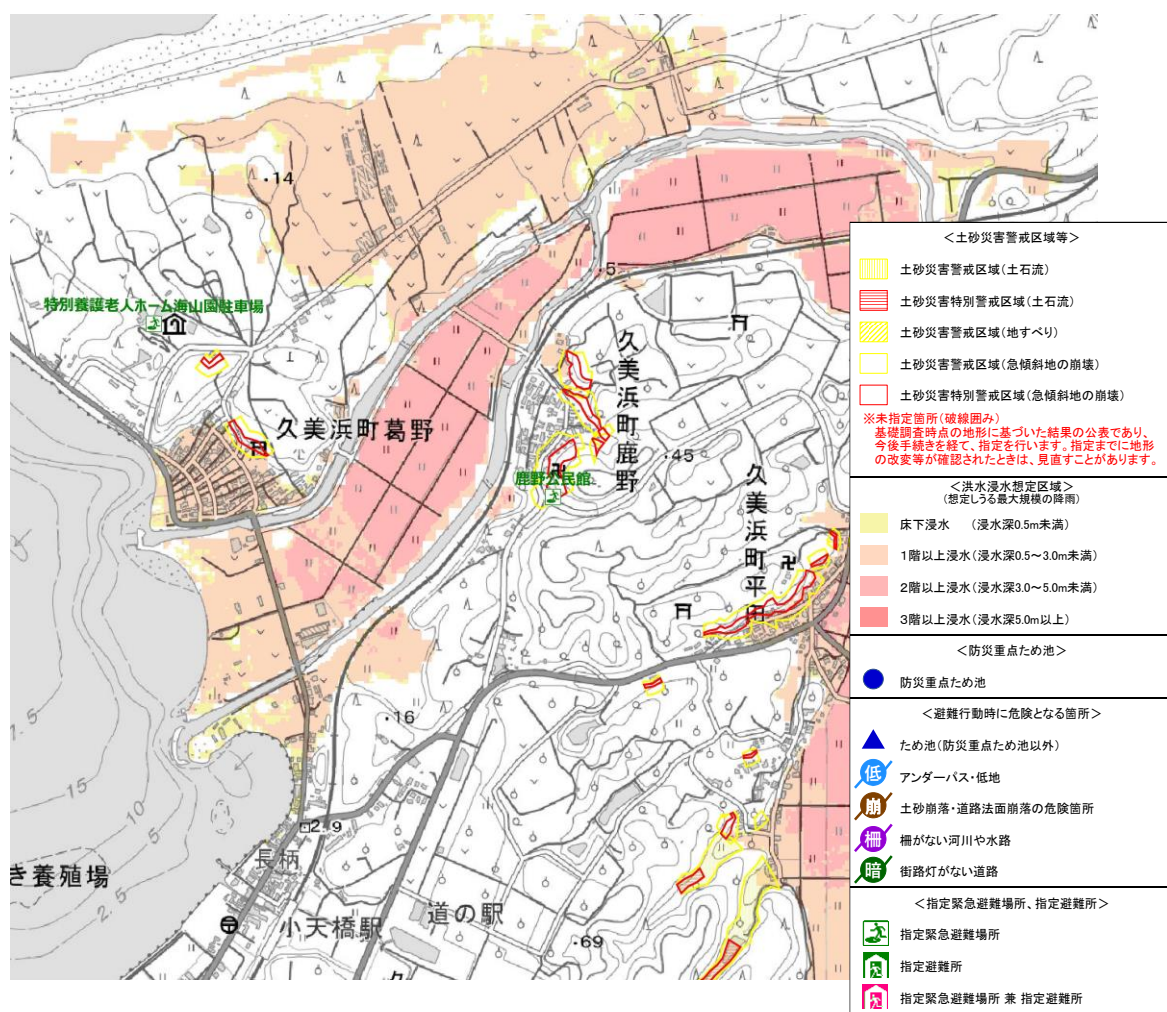 ・14
・5
特別養護老人ホーム海山園駐車場
久美浜町葛野
久美浜町鹿野
・45
鹿野公民館
久美浜町平田
・16
2.9
長柄
き養殖場
小天橋駅
道の駅
・69
7.5
15
10
5
2.5
＜土砂災害警戒区域等＞
土砂災害警戒区域(土石流)
土砂災害特別警戒区域(土石流)
土砂災害警戒区域(地すべり)
土砂災害警戒区域(急傾斜地の崩壊)
土砂災害特別警戒区域(急傾斜地の崩壊)
※未指定箇所(破線囲み)
基礎調査時点の地形に基づいた結果の公表であり、
今後手続きを経て、指定を行います。指定までに地形
の改変等が確認されたときは、見直すことがあります。
＜洪水浸水想定区域＞
(想定しうる最大規模の降雨)
床下浸水　(浸水深0.5m未満)
1階以上浸水(浸水深0.5～3.0m未満)
2階以上浸水(浸水深3.0～5.0m未満)
3階以上浸水(浸水深5.0m以上)
＜防災重点ため池＞
防災重点ため池
＜避難行動時に危険となる箇所＞
ため池(防災重点ため池以外)
低 アンダーパス・低地
崩 土砂崩落・道路法面崩落の危険箇所
柵 柵がない河川や水路
暗 街路灯がない道路
＜指定緊急避難場所、指定避難所＞
指定緊急避難場所
指定避難所
指定緊急避難場所 兼 指定避難所